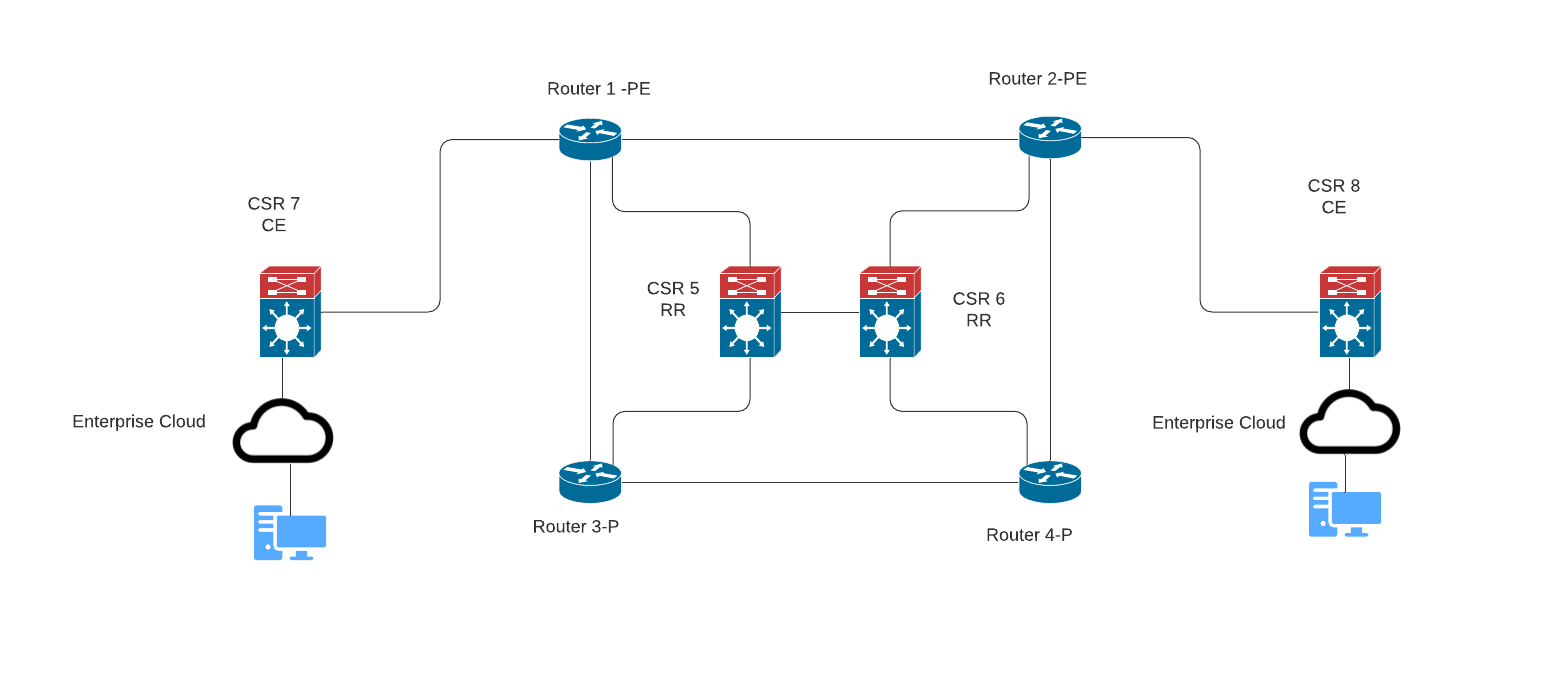 Router 1 -PE
Router 2-PE
CSR 7
CE
CSR 8
CE
CSR 5
RR
CSR 6
RR
Enterprise Cloud
Enterprise Cloud
Router 3-P
Router 4-P